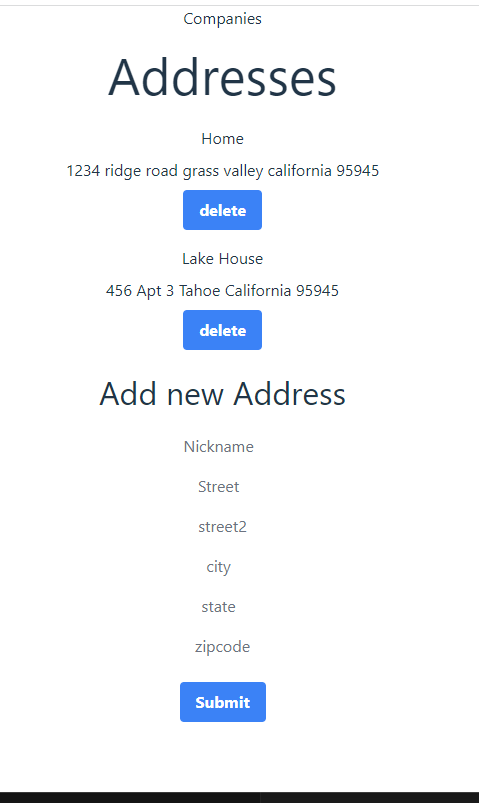 Companies
Addresses
Home
1234 ridge road grass valley california 95945
delete
Lake House
456 Apt 3 Tahoe California 95945
delete
Add new Address
Nickname
Street
street2
city
state
zipcode
Submit